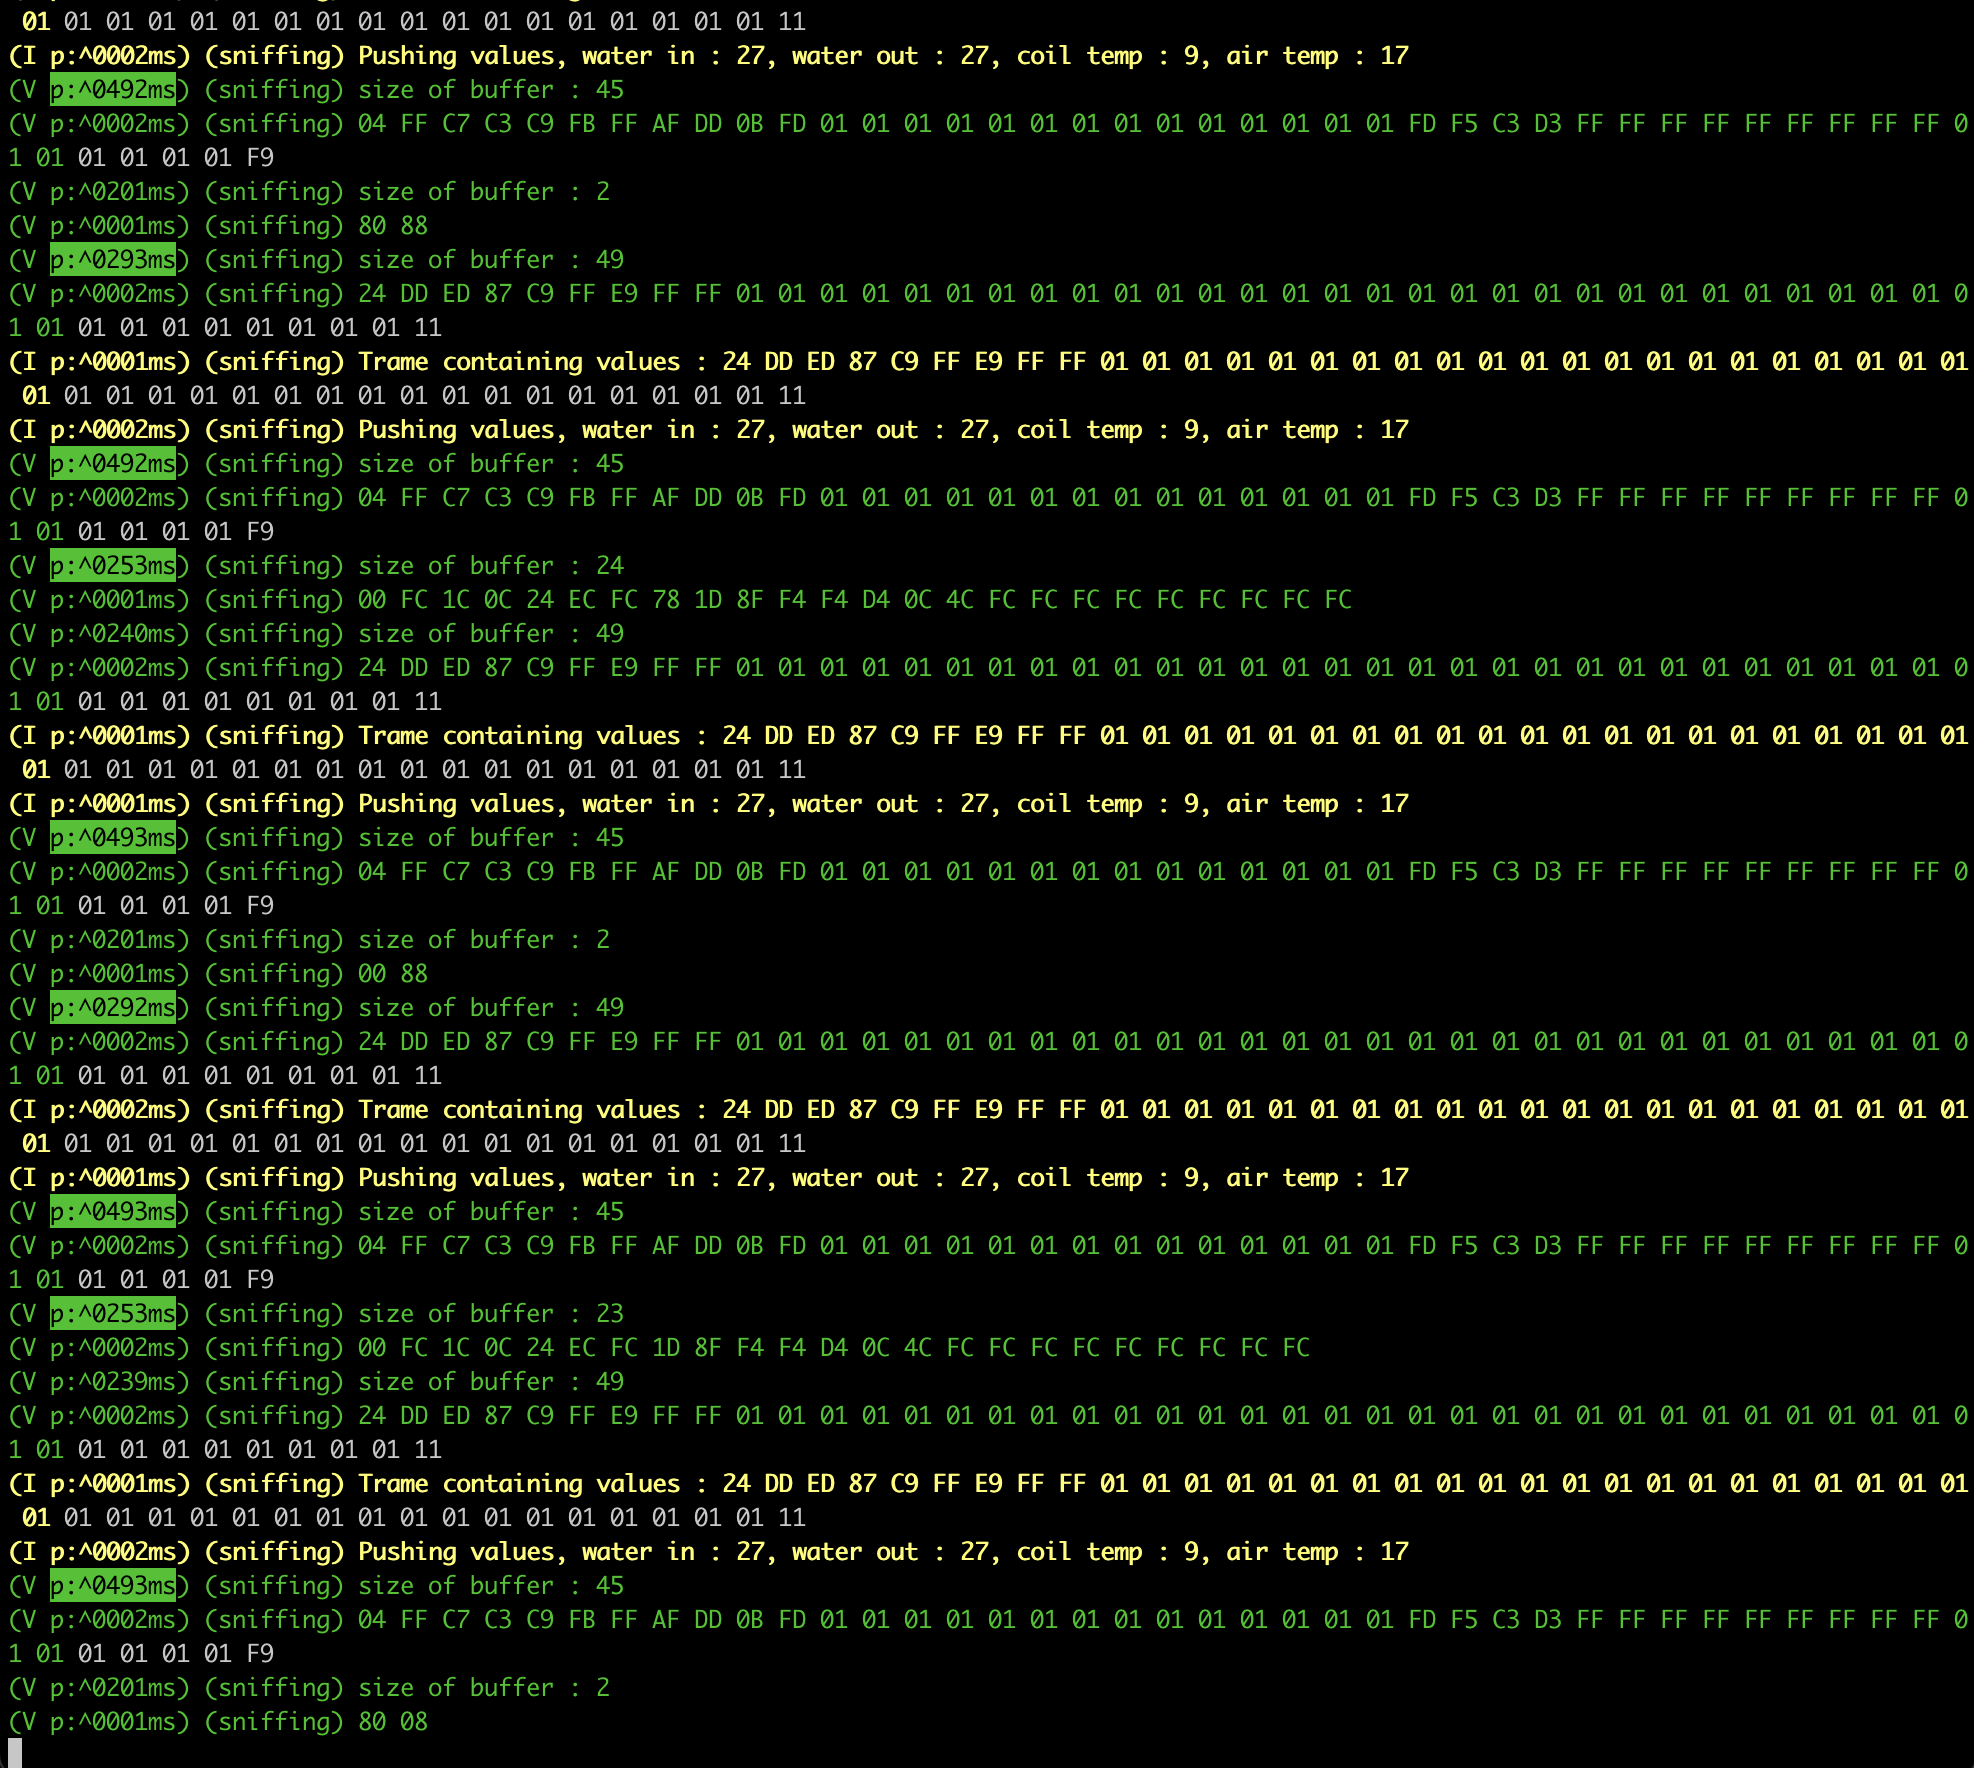 01 01 01 01 01 01 01 01 01 01 01 01 01 01 01 01 01 01 11
(I p:^0002ms) (sniffing) Pushing values, water in : 27, water out : 27, coil temp : 9, air temp : 17
(V p:^0492ms) (sniffing) size of buffer : 45
(V p:^0002ms) (sniffing) 04 FF C7 C3 C9 FB FF AF DD 0B FD 01 01 01 01 01 01 01 01 01 01 01 01 01 01 FD F5 C3 D3 FF FF FF FF FF FF FF FF FF 0
1 01 01 01 01 01 F9
(V p:^0201ms) (sniffing) size of buffer : 2
(V p:^0001ms) (sniffing) 80 88
(V p:^0293ms) (sniffing) size of buffer : 49
(V p:^0002ms) (sniffing) 24 DD ED 87 C9 FF E9 FF FF 01 01 01 01 01 01 01 01 01 01 01 01 01 01 01 01 01 01 01 01 01 01 01 01 01 01 01 01 01 0
1 01 01 01 01 01 01 01 01 01 11
(I p:^0001ms) (sniffing) Trame containing values : 24 DD ED 87 C9 FF E9 FF FF 01 01 01 01 01 01 01 01 01 01 01 01 01 01 01 01 01 01 01 01 01
01 01 01 01 01 01 01 01 01 01 01 01 01 01 01 01 01 01 11
(I p:^0002ms) (sniffing) Pushing values, water in : 27, water out : 27, coil temp : 9, air temp : 17
(V p:^0492ms) (sniffing) size of buffer : 45
(V p:^0002ms) (sniffing) 04 FF C7 C3 C9 FB FF AF DD 0B FD 01 01 01 01 01 01 01 01 01 01 01 01 01 01 FD F5 C3 D3 FF FF FF FF FF FF FF FF FF 0
1 01 01 01 01 01 F9
(V p:^0253ms) (sniffing) size of buffer : 24
(V p:^0001ms) (sniffing) 00 FC 1C 0C 24 EC FC 78 1D 8F F4 F4 D4 0C 4C FC FC FC FC FC FC FC FC FC
(V p:^0240ms) (sniffing) size of buffer : 49
(V p:^0002ms) (sniffing) 24 DD ED 87 C9 FF E9 FF FF 01 01 01 01 01 01 01 01 01 01 01 01 01 01 01 01 01 01 01 01 01 01 01 01 01 01 01 01 01 0
1 01 01 01 01 01 01 01 01 01 11
(I p:^0001ms) (sniffing) Trame containing values : 24 DD ED 87 C9 FF E9 FF FF 01 01 01 01 01 01 01 01 01 01 01 01 01 01 01 01 01 01 01 01 01
01 01 01 01 01 01 01 01 01 01 01 01 01 01 01 01 01 01 11
(I p:^0001ms) (sniffing) Pushing values, water in : 27, water out : 27, coil temp : 9, air temp : 17
(V p:^0493ms) (sniffing) size of buffer : 45
(V p:^0002ms) (sniffing) 04 FF C7 C3 C9 FB FF AF DD 0B FD 01 01 01 01 01 01 01 01 01 01 01 01 01 01 FD F5 C3 D3 FF FF FF FF FF FF FF FF FF 0
1 01 01 01 01 01 F9
(V p:^0201ms) (sniffing) size of buffer : 2
(V p:^0001ms) (sniffing) 00 88
(V p:^0292ms) (sniffing) size of buffer : 49
(V p:^0002ms) (sniffing) 24 DD ED 87 C9 FF E9 FF FF 01 01 01 01 01 01 01 01 01 01 01 01 01 01 01 01 01 01 01 01 01 01 01 01 01 01 01 01 01 0
1 01 01 01 01 01 01 01 01 01 11
(I p:^0002ms) (sniffing) Trame containing values : 24 DD ED 87 C9 FF E9 FF FF 01 01 01 01 01 01 01 01 01 01 01 01 01 01 01 01 01 01 01 01 01
01 01 01 01 01 01 01 01 01 01 01 01 01 01 01 01 01 01 11
(I p:^0001ms) (sniffing) Pushing values, water in : 27, water out : 27, coil temp : 9, air temp : 17
(V p:^0493ms) (sniffing) size of buffer : 45
(V p:^0002ms) (sniffing) 04 FF C7 C3 C9 FB FF AF DD 0B FD 01 01 01 01 01 01 01 01 01 01 01 01 01 01 FD F5 C3 D3 FF FF FF FF FF FF FF FF FF 0
1 01 01 01 01 01 F9
(V p:^0253ms) (sniffing) size of buffer : 23
(V p:^0002ms) (sniffing) 00 FC 1C 0C 24 EC FC 1D 8F F4 F4 D4 0C 4C FC FC FC FC FC FC FC FC FC
(V p:^0239ms) (sniffing) size of buffer : 49
(V p:^0002ms) (sniffing) 24 DD ED 87 C9 FF E9 FF FF 01 01 01 01 01 01 01 01 01 01 01 01 01 01 01 01 01 01 01 01 01 01 01 01 01 01 01 01 01 0
1 01 01 01 01 01 01 01 01 01 11
(I p:^0001ms) (sniffing) Trame containing values : 24 DD ED 87 C9 FF E9 FF FF 01 01 01 01 01 01 01 01 01 01 01 01 01 01 01 01 01 01 01 01 01
01 01 01 01 01 01 01 01 01 01 01 01 01 01 01 01 01 01 11
(I p:^0002ms) (sniffing) Pushing values, water in : 27, water out : 27, coil temp : 9, air temp : 17
(V p:^0493ms) (sniffing) size of buffer : 45
(V p:^0002ms) (sniffing) 04 FF C7 C3 C9 FB FF AF DD 0B FD 01 01 01 01 01 01 01 01 01 01 01 01 01 01 FD F5 C3 D3 FF FF FF FF FF FF FF FF FF 0
1 01 01 01 01 01 F9
(V p:^0201ms) (sniffing) size of buffer : 2
(V p:^0001ms) (sniffing) 80 08